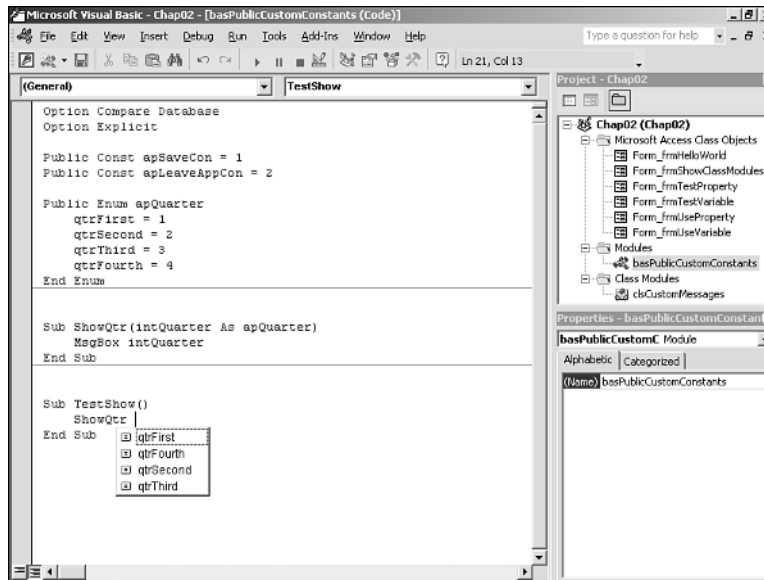 Microsoft Visual Basic - Chap02 - [basPublicCustomConstants (Code)]
File Edit View Insert Debug Run Tools Add-Ins Window Help
Type a question for help
Ln 21, Col 13
(General)
TestShow
Option Compare Database
Option Explicit
Public Const apSaveCon = 1
Public Const apLeaveAppCon = 2
Public Enum apQuarter
qtrFirst = 1
qtrSecond = 2
qtrThird = 3
qtrFourth = 4
End Enum
Sub ShowQtr(intQuarter As apQuarter)
MsgBox intQuarter
End Sub
Sub TestShow()
ShowQtr
End Sub
qtrFirst
qtrFourth
qtrSecond
qtrThird
Project - Chap02
Chap02 (Chap02)
Microsoft Access Class Objects
Form_frmHelloWorld
Form_frmShowClassModules
Form_frmTestProperty
Form_frmTestVariable
Form_frmUseProperty
Form_frmUseVariable
Modules
basPublicCustomConstants
Class Modules
clsCustomMessages
Properties - basPublicCustomConstant
basPublicCustomC Module
Alphabetic Categorized
(Name) basPublicCustomConstants